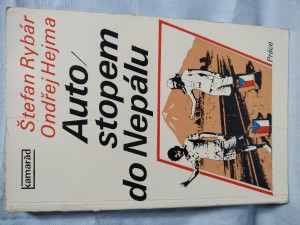 Štefan Rybár
Ondřej Hejma
Auto/
stopem
do Nepálu
kamarád
Práce